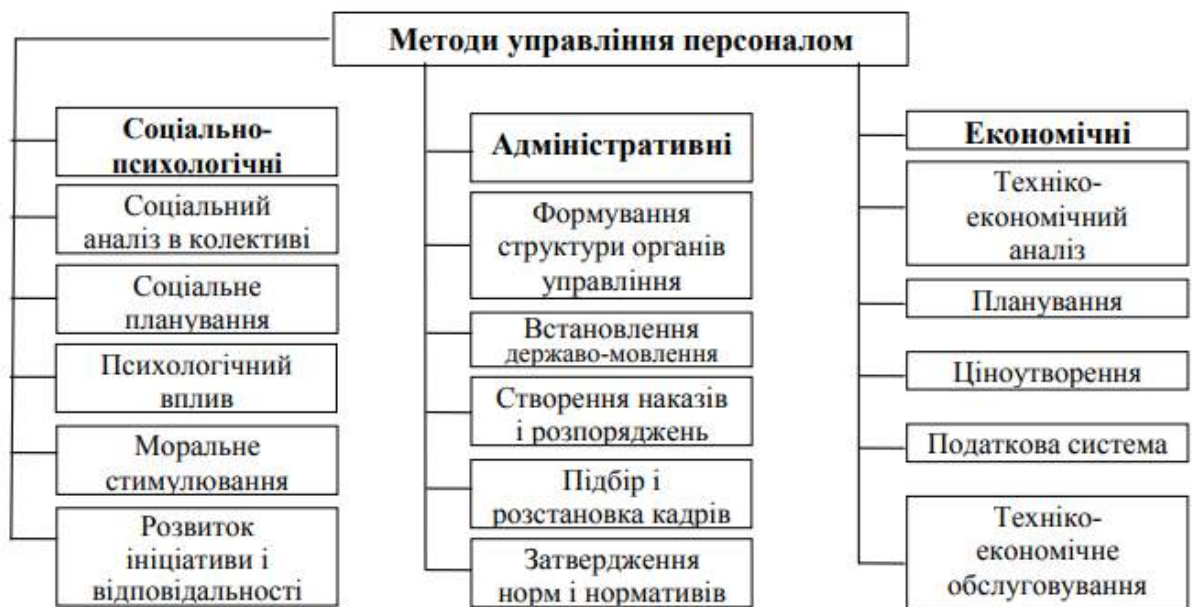 Методи управління персоналом
Соціально-
психологічні
Соціальний
аналіз в колективі
Соціальне
планування
Психологічний
вплив
Моральне
стимулювання
Розвиток
ініціативи і
відповідальності
Адміністративні
Формування
структури органів
управління
Встановлення
державо-мовлення
Створення наказів
і розпоряджень
Підбір і
розстановка кадрів
Затвердження
норм і нормативів
Економічні
Техніко-
економічний
аналіз
Планування
Ціноутворення
Податкова система
Техніко-
економічне
обслуговування